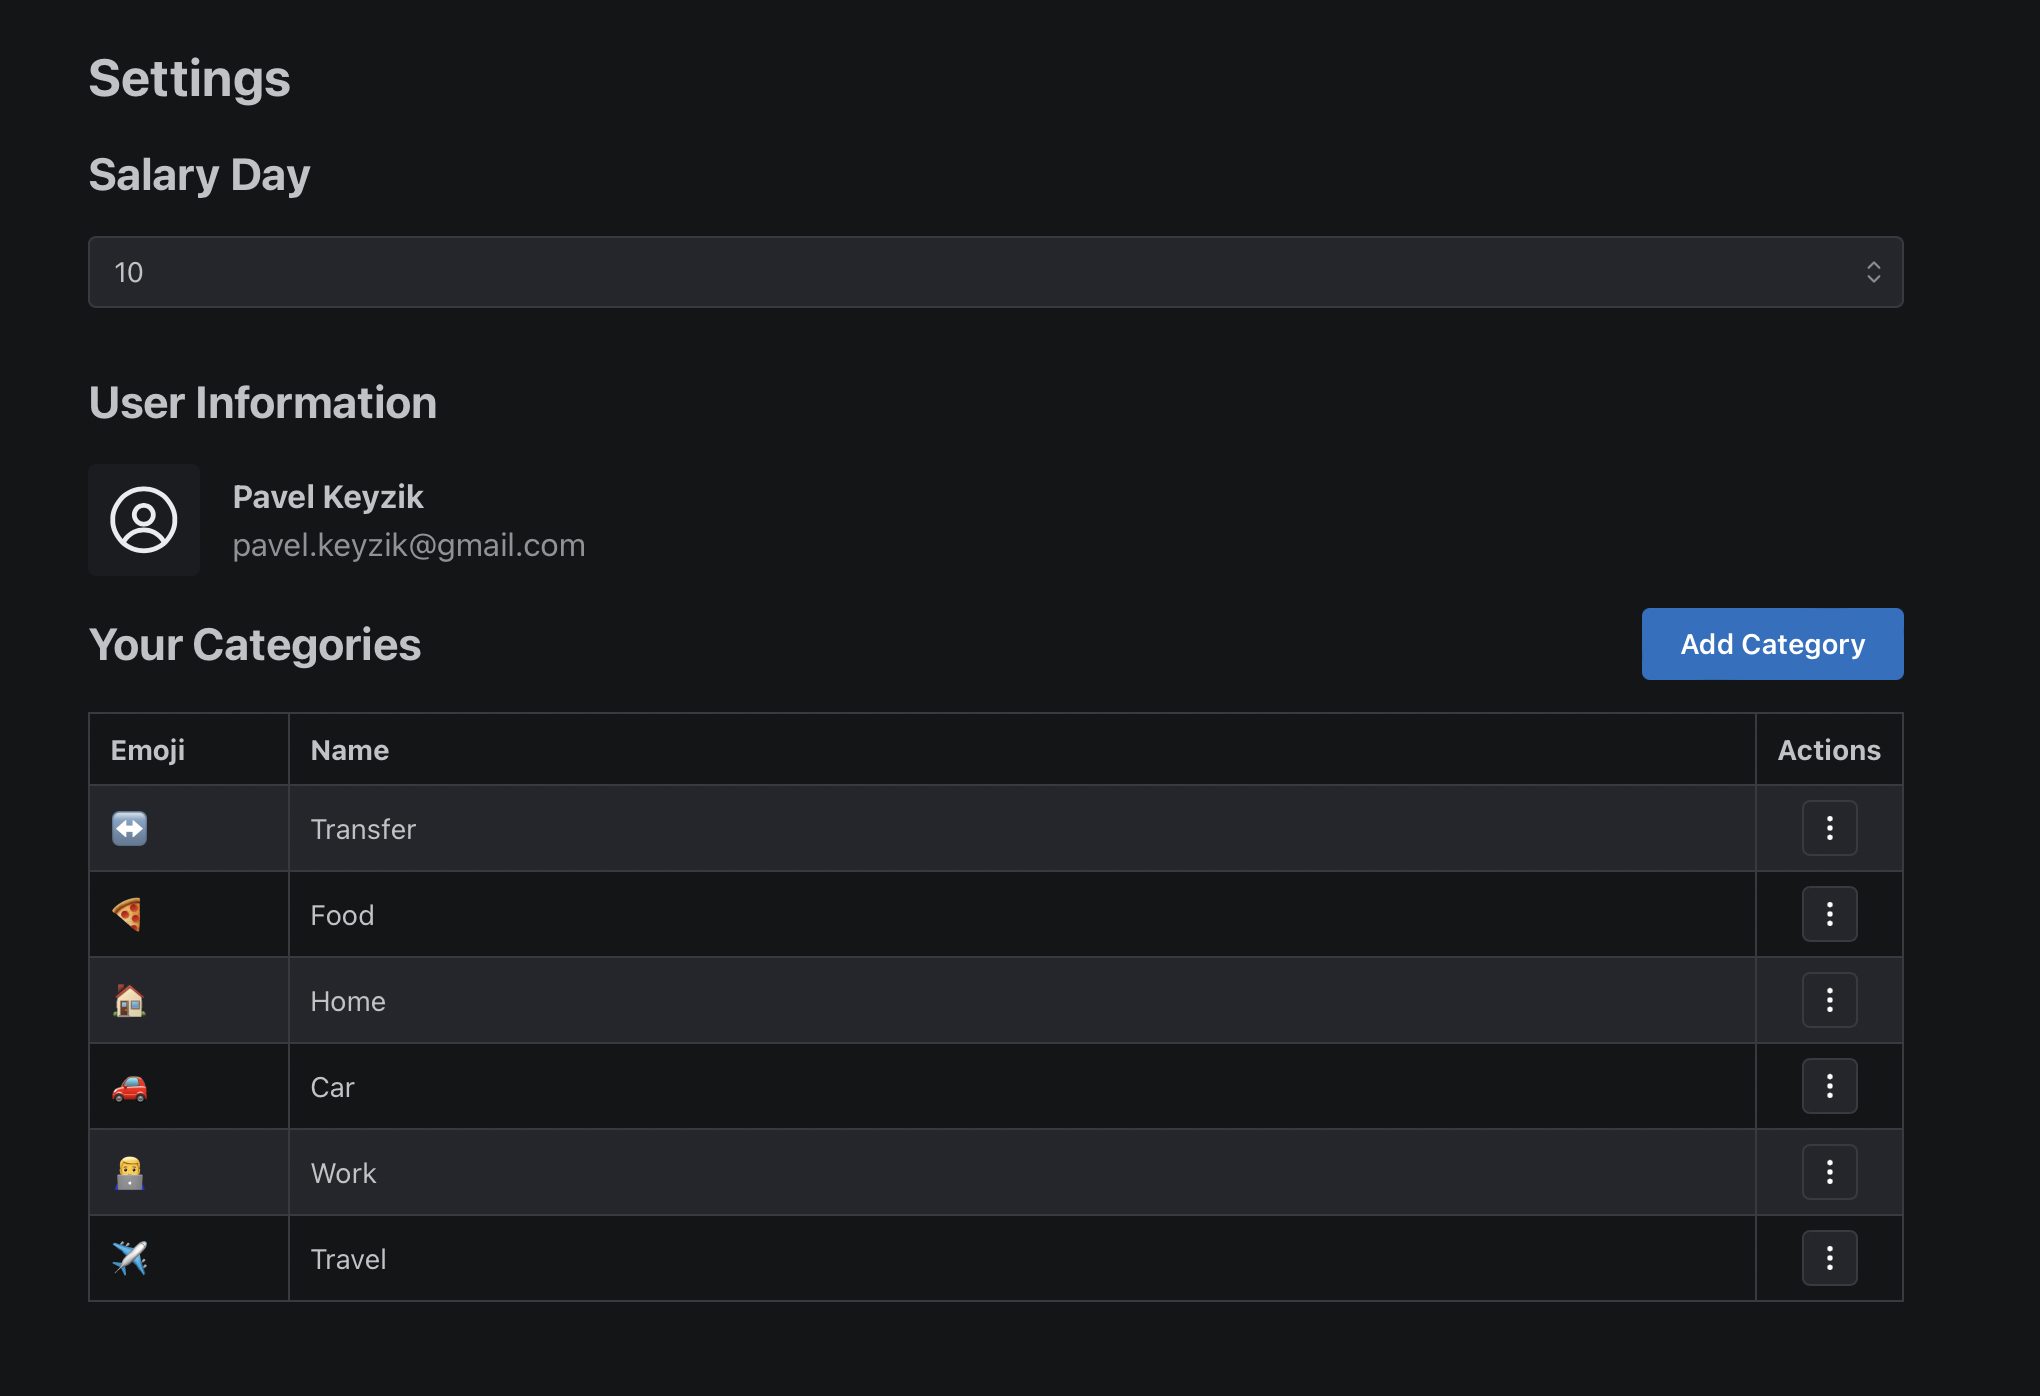 Settings
Salary Day
10
User Information
Pavel Keyzik
pavel.keyzik@gmail.com
Your Categories
Add Category
Emoji Name Actions
Transfer
Food
Home
Car
Work
Travel